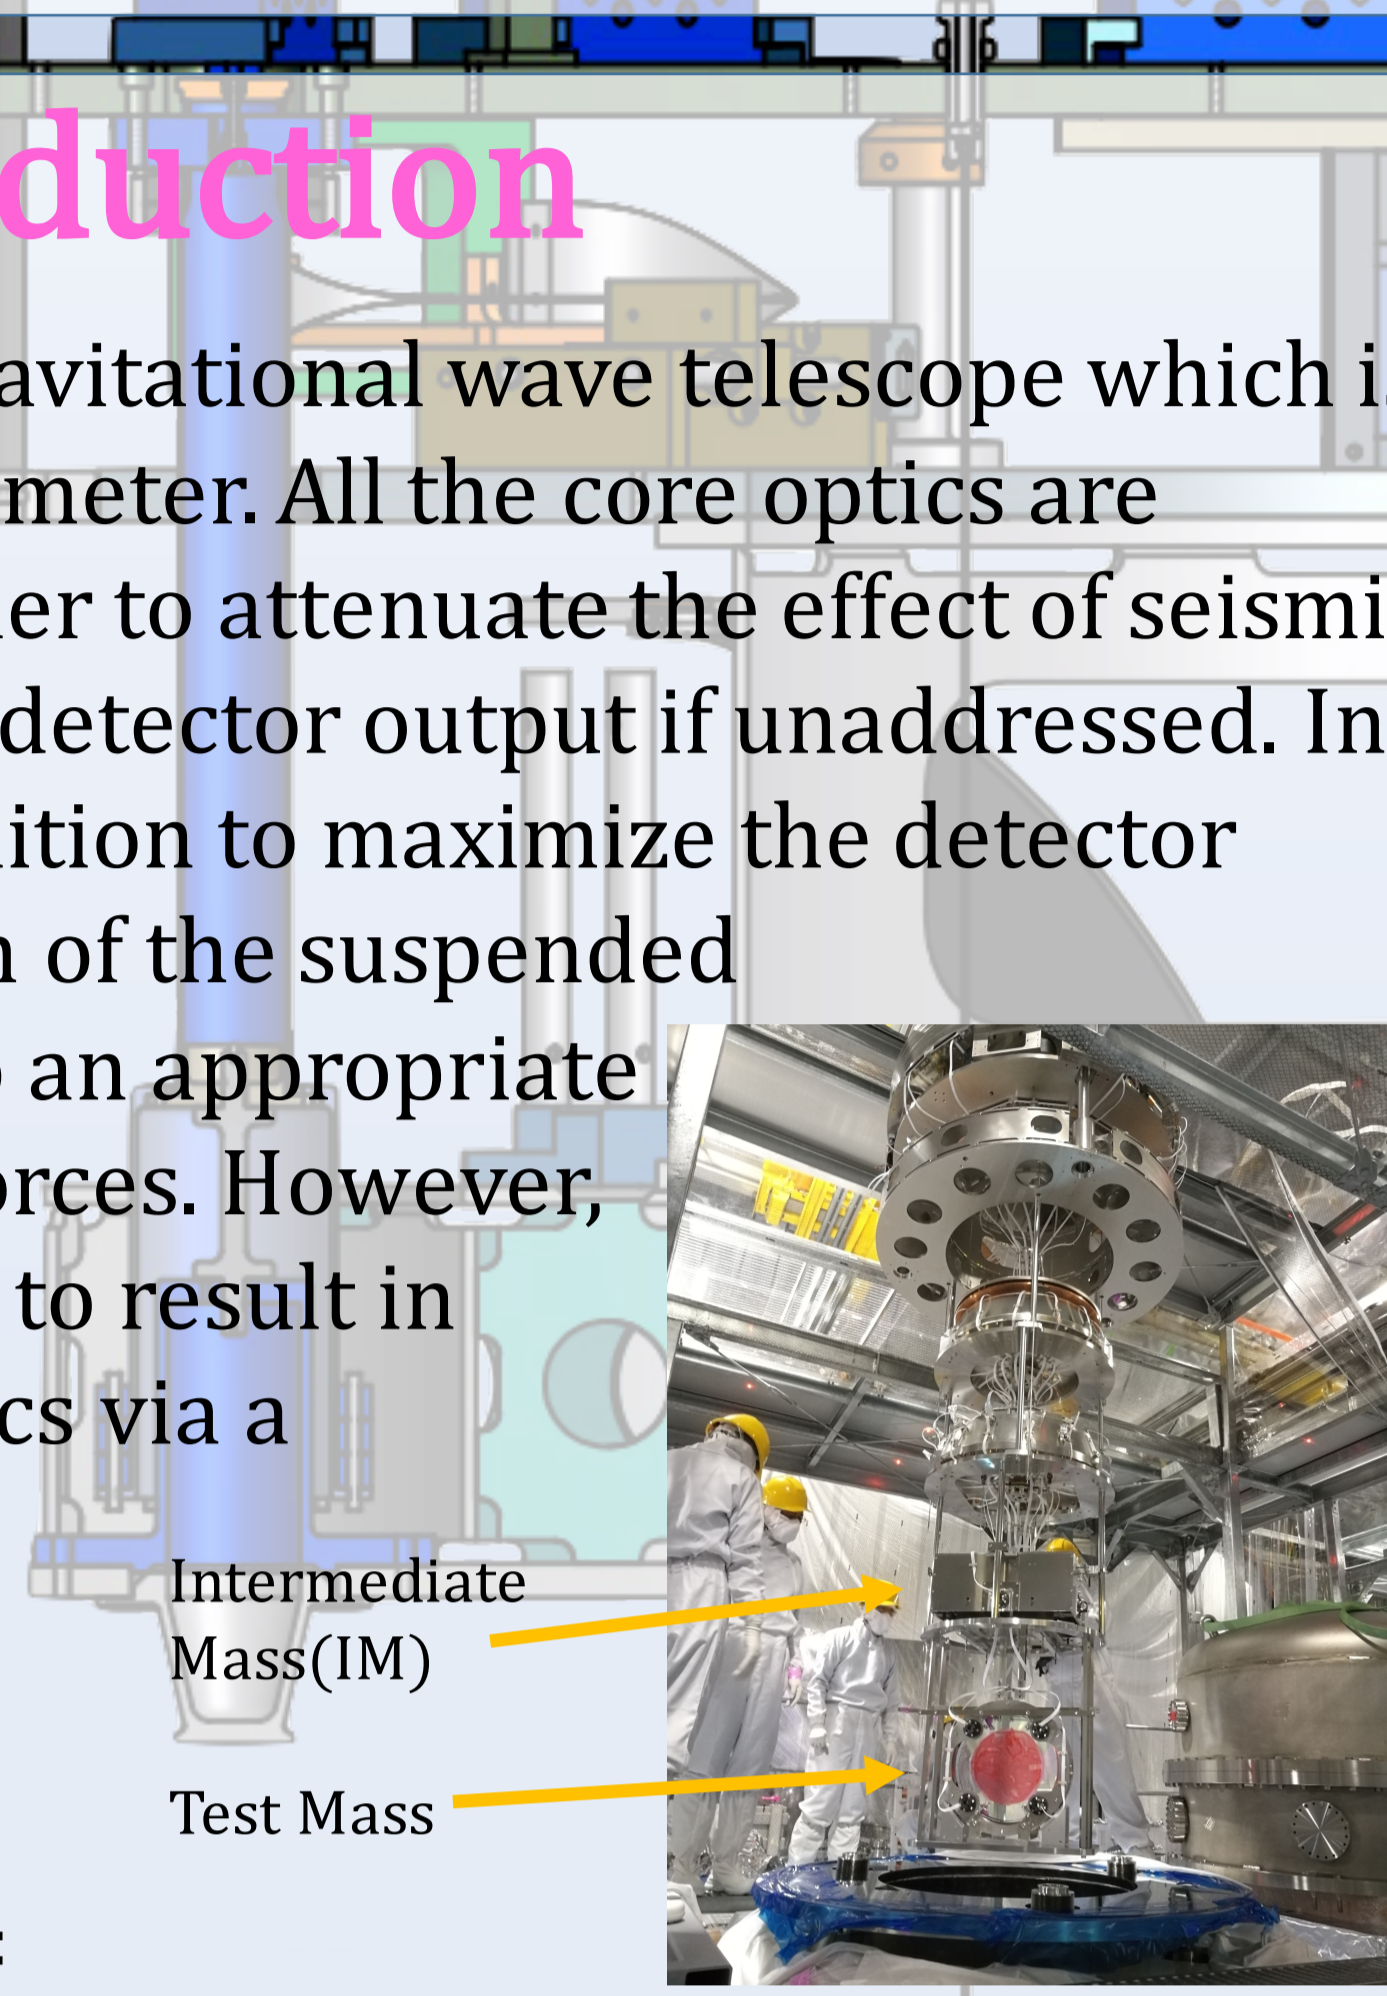 duction
avitational wave telescope which i
meter. All the core optics are
er to attenuate the effect of seismi
detector output if unaddressed. In
ition to maximize the detector
n of the suspended
an appropriate
orces. However,
to result in
cs via a
Intermediate
Mass(IM)
Test Mass
: